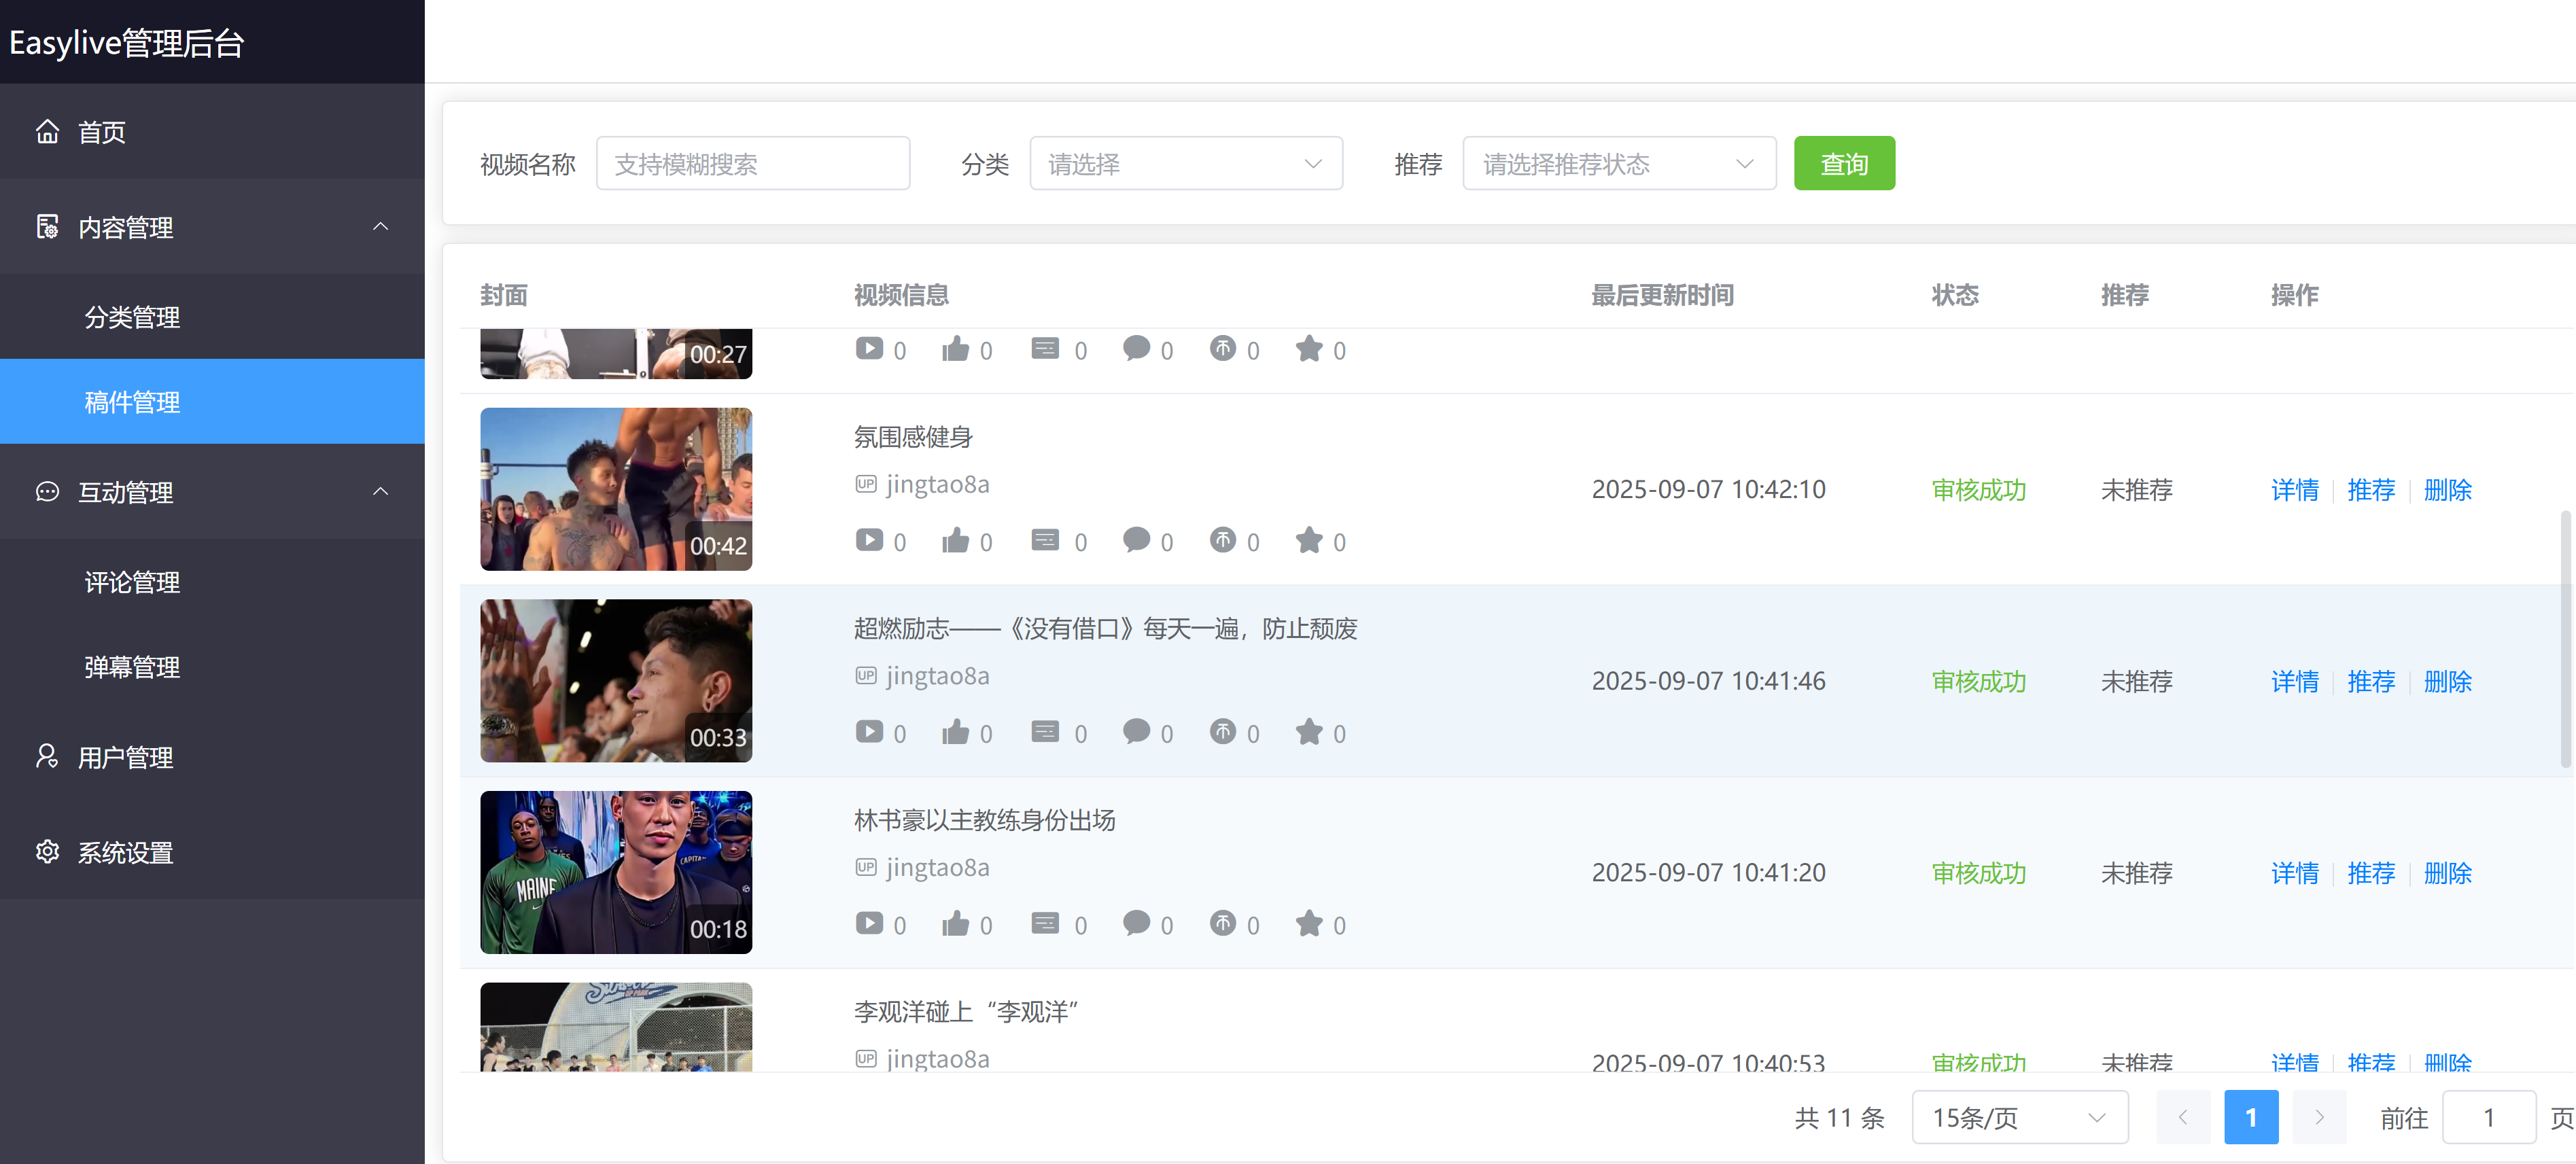 Easylive管理后台
首页
内容管理
分类管理
稿件管理
互动管理
评论管理
弹幕管理
用户管理
系统设置
视频名称 支持模糊搜索 分类 请选择 推荐 请选择推荐状态 查询
封面 视频信息 最后更新时间 状态 推荐 操作
00:27 0 0 0 0 0 0
氛围感健身
UP jingtao8a
2025-09-07 10:42:10 审核成功 未推荐 详情 推荐 删除
00:42 0 0 0 0 0 0
超燃励志——《没有借口》每天一遍，防止颓废
UP jingtao8a
2025-09-07 10:41:46 审核成功 未推荐 详情 推荐 删除
00:33 0 0 0 0 0 0
林书豪以主教练身份出场
UP jingtao8a
MAINE
CAPITA
2025-09-07 10:41:20 审核成功 未推荐 详情 推荐 删除
00:18 0 0 0 0 0 0
李观洋碰上“李观洋”
UP jingtao8a
2025-09-07 10:40:53 审核成功 未推荐 详情 推荐 删除
共 11 条 15条/页 1 前往 1 页